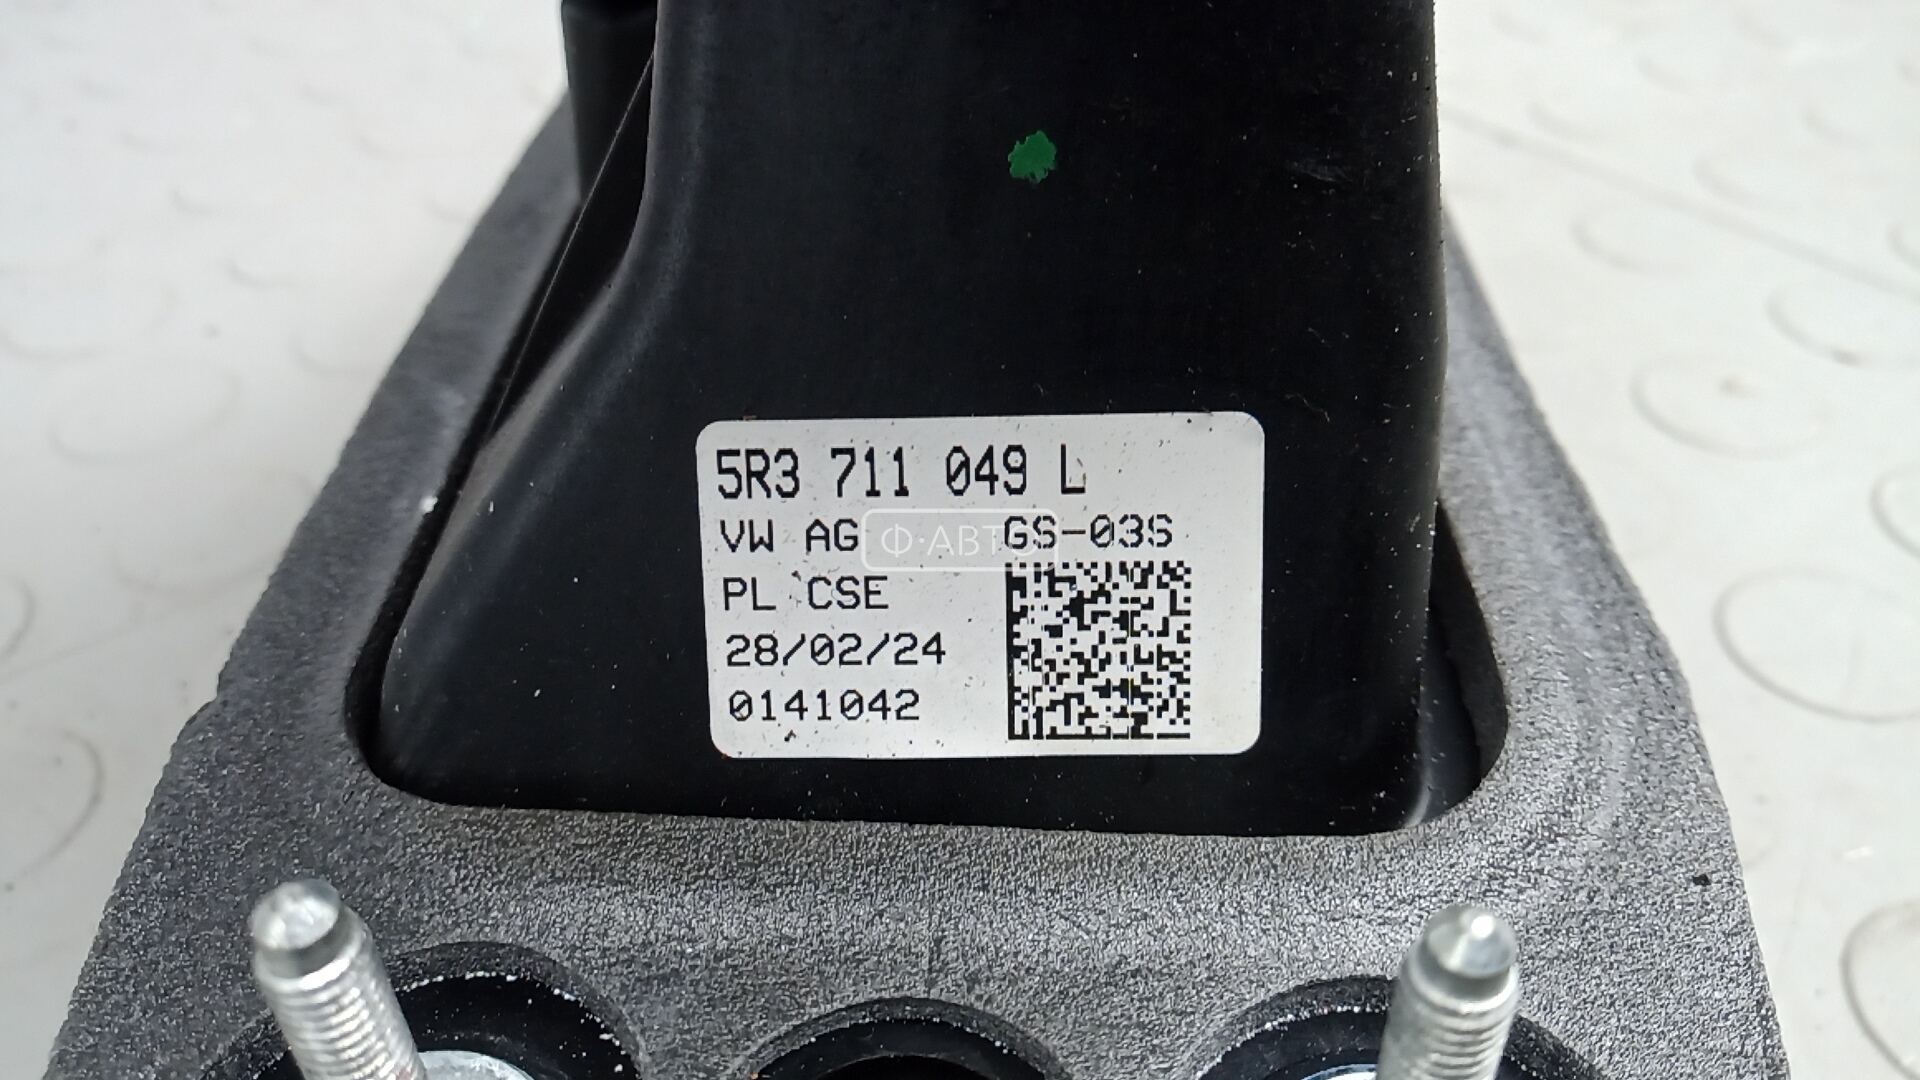 5R3 711 049 L
VW AG GS-03S
Ф·АВТО
PL CSE
28/02/24
0141042